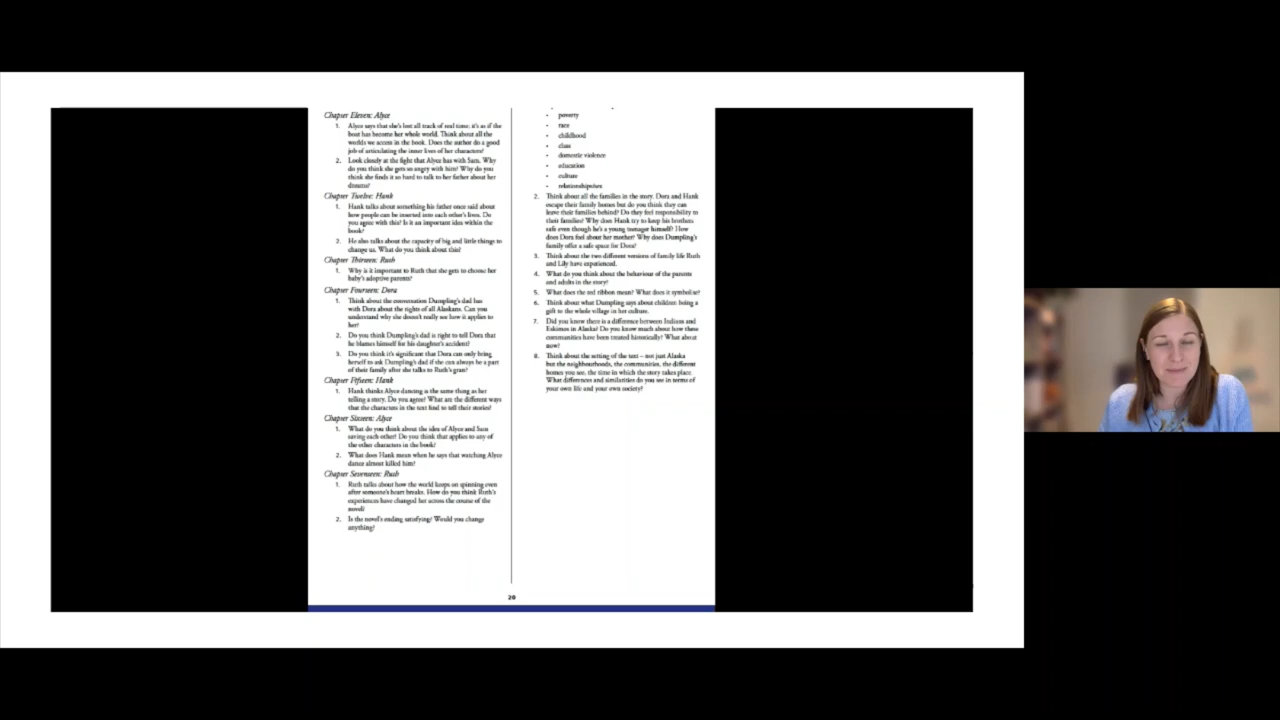 Chapter Eleven: Alyce
1. Alyce says that she's lost all track of real time; it's as if the
boat has become her whole world. Think about all the
worlds we access in the book. Does the author do a good
job of articulating the inner lives of her characters?
2. Look closely at the fight that Alyce has with Sam. Why
do you think she gets so angry with him? Why do you
think she finds it so hard to talk to her father about her
dreams?
Chapter Twelve: Hank
1. Hank talks about something his father once said about
how people can be inserted into each other's lives. Do
you agree with this? Is it an important idea within the
book?
2. He also talks about the capacity of big and little things to
change us. What do you think about this?
Chapter Thirteen: Ruth
1. Why is it important to Ruth that she gets to choose her
baby's adoptive parents?
Chapter Fourteen: Dora
1. Think about the conversation Dumpling's dad has
with Dora about the rights of all Alaskans. Can you
understand why she doesn't really see how it applies to
her?
2. Do you think Dumpling's dad is right to tell Dora that
he blames himself for his daughter's accident?
3. Do you think it's significant that Dora can only bring
herself to ask Dumpling's dad if she can always be a part
of their family after she talks to Ruth's gran?
Chapter Fifteen: Hank
1. Hank thinks Alyce dancing is the same thing as her
telling a story. Do you agree? What are the different ways
that the characters in the text find to tell their stories?
Chapter Sixteen: Alyce
1. What do you think about the idea of Alyce and Sam
saving each other? Do you think that applies to any of
the other characters in the book?
2. What does Hank mean when he says that watching Alyce
dance almost killed him?
Chapter Seventeen: Ruth
1. Ruth talks about how the world keeps on spinning even
after someone's heart breaks. How do you think Ruth's
experiences have changed her across the course of the
novel?
2. Is the novel's ending satisfying? Would you change
anything?
• poverty
• race
• childhood
• class
• domestic violence
• education
• culture
• relationships/sex
2. Think about all the families in the story. Dora and Hank
escape their family homes but do you think they can
leave their families behind? Do they feel responsibility to
their families? Why does Hank try to keep his brothers
safe even though he's a young teenager himself? How
does Dora feel about her mother? Why does Dumpling's
family offer a safe space for Dora?
3. Think about the two different versions of family life Ruth
and Lily have experienced.
4. What do you think about the behaviour of the parents
and adults in the story?
5. What does the red ribbon mean? What does it symbolise?
6. Think about what Dumpling says about children being a
gift to the whole village in her culture.
7. Did you know there is a difference between Indians and
Eskimos in Alaska? Do you know much about how these
communities have been treated historically? What about
now?
8. Think about the setting of the text – not just Alaska
but the neighbourhoods, the communities, the different
homes you see, the time in which the story takes place.
What differences and similarities do you see in terms of
your own life and your own society?
20